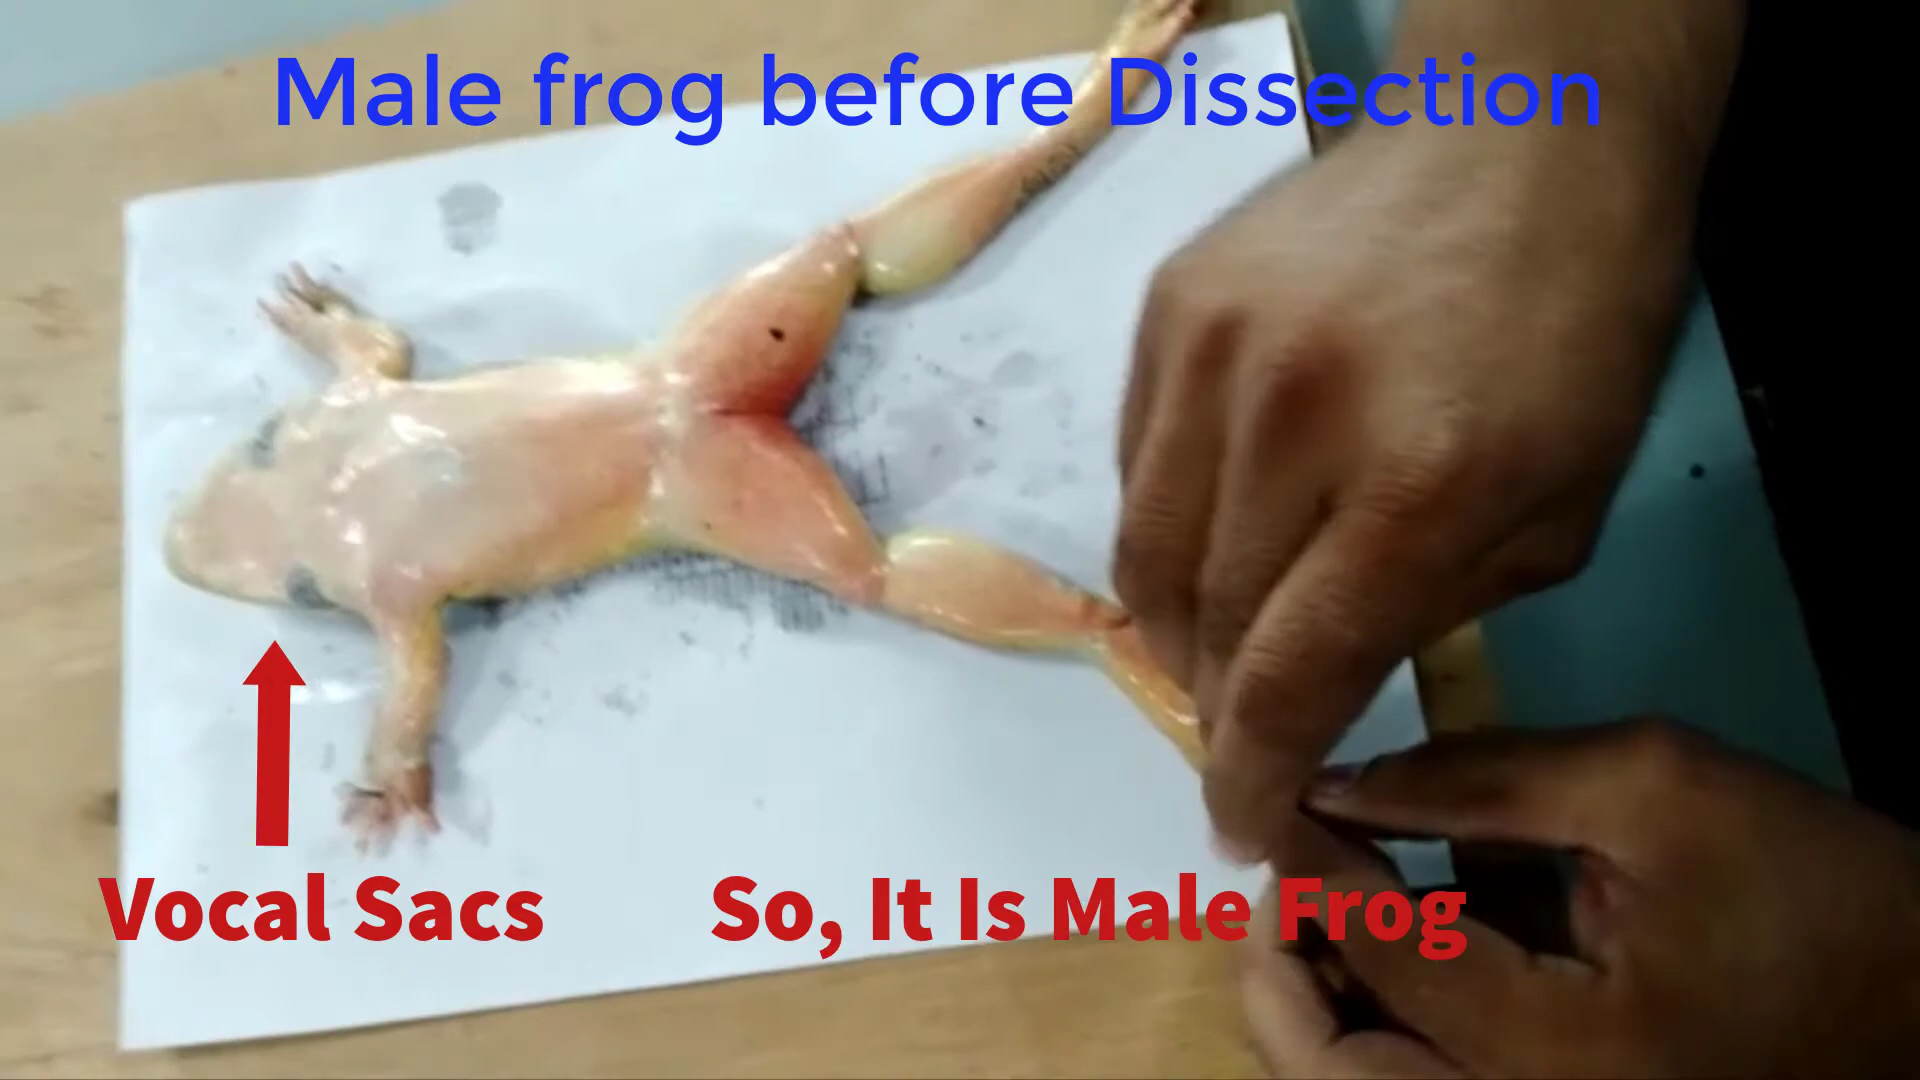 Male frog before Dissection
Vocal Sacs
So, It Is Male Frog